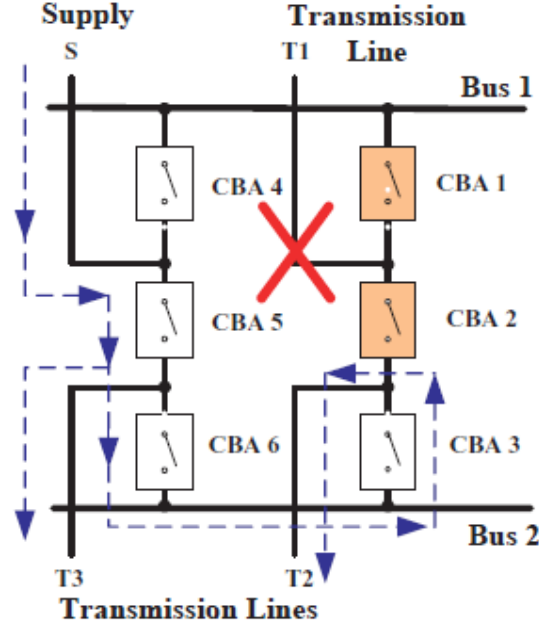 Supply
Transmission
Line
S
T1
Bus 1
CBA 4
CBA 1
CBA 5
CBA 2
CBA 6
CBA 3
Bus 2
T3
T2
Transmission Lines